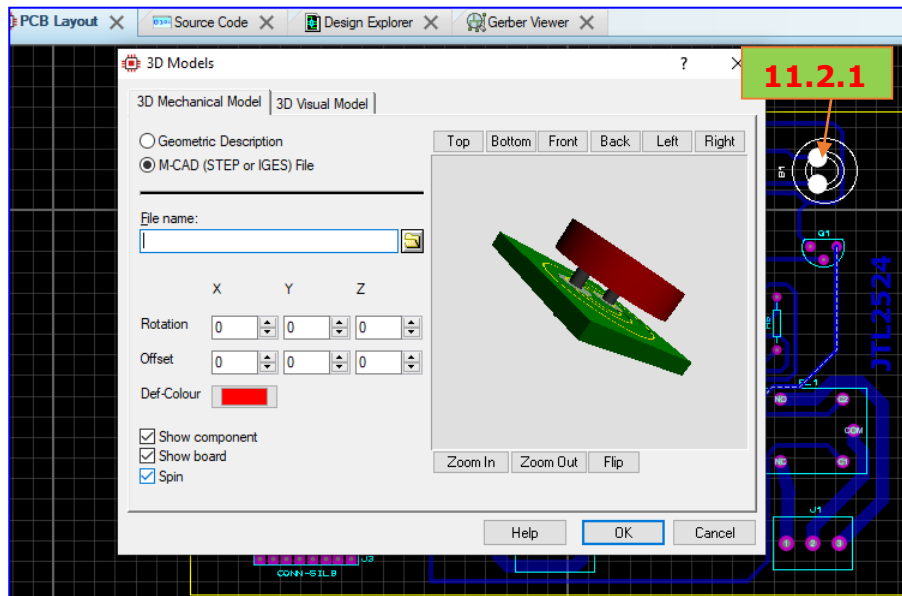 PCB Layout Source Code Design Explorer Gerber Viewer
3D Models ?
11.2.1
3D Mechanical Model 3D Visual Model
Geometric Description
M-CAD (STEP or IGES) File
Top Bottom Front Back Left Right
File name:
X Y Z
Rotation 0 0 0
Offset 0 0 0
Def-Colour
Show component
Show board
Spin
Zoom In Zoom Out Flip
Help OK Cancel
B1
Q1
JTL2524
NO C2
COM
NC C1
J1
1 2 3
J3
CONN-SIL8